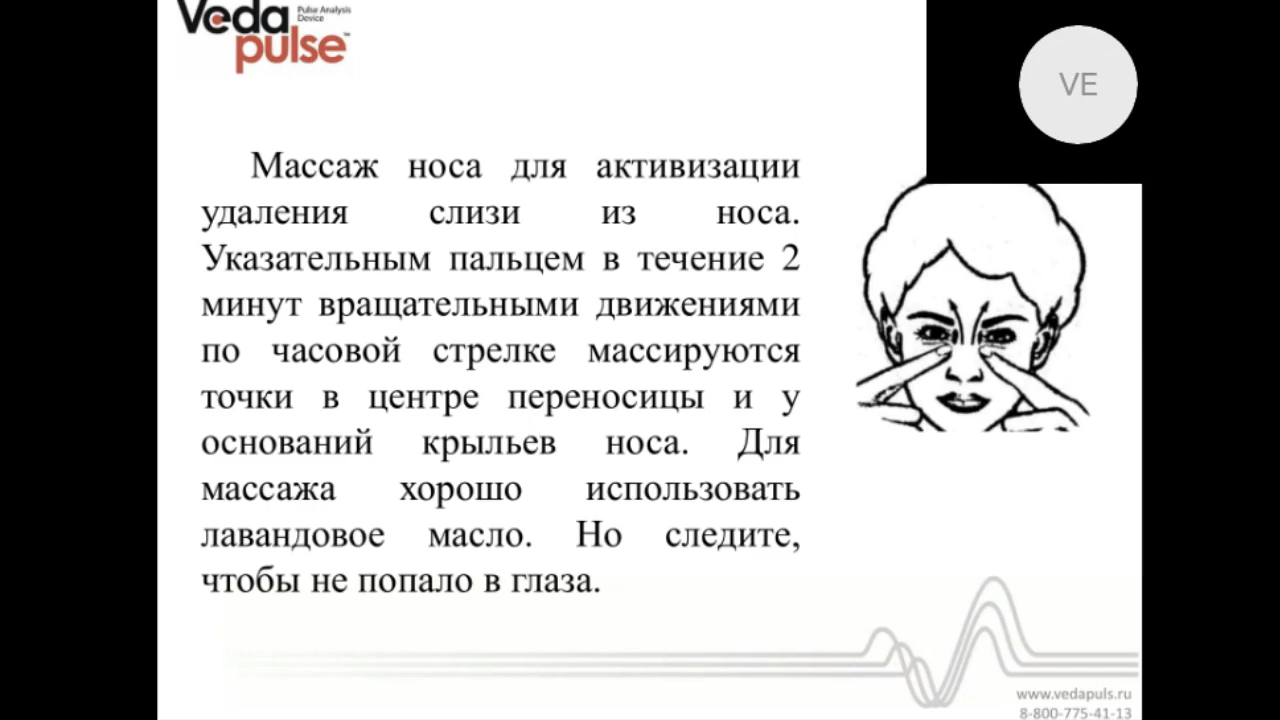 Veda
Pulse Analysis
Device
pulse™
VE
Массаж носа для активизации
удаления слизи из носа.
Указательным пальцем в течение 2
минут вращательными движениями
по часовой стрелке массируются
точки в центре переносицы и у
оснований крыльев носа. Для
массажа хорошо использовать
лавандовое масло. Но следите,
чтобы не попало в глаза.
www.vedapuls.ru
8-800-775-41-13